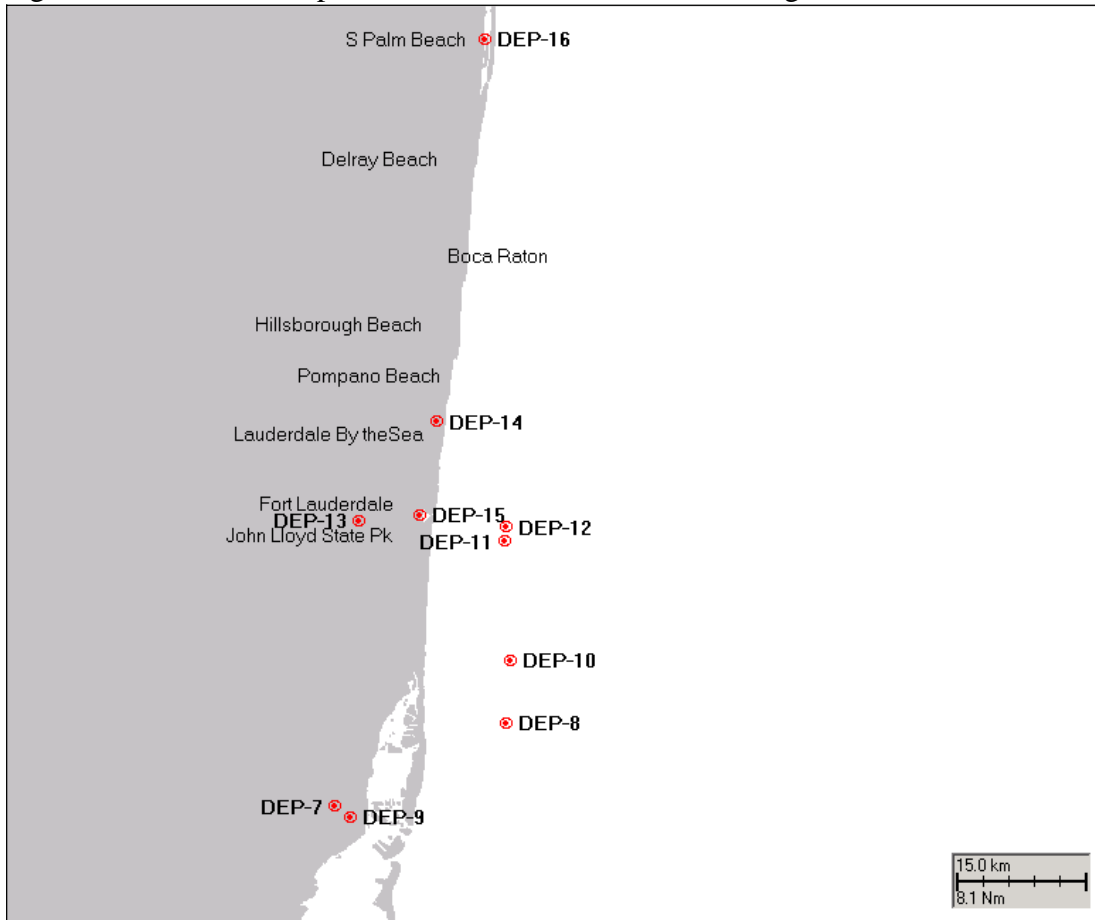 S Palm Beach
DEP-16
Delray Beach
Boca Raton
Hillsborough Beach
Pompano Beach
DEP-14
Lauderdale By theSea
Fort Lauderdale
DEP-15
DEP-13
DEP-12
John Lloyd State Pk
DEP-11
DEP-10
DEP-8
DEP-7
DEP-9
15.0 km
8.1 Nm